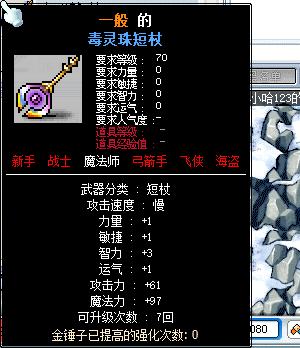 一般 的
毒灵珠短杖
要求等级： 70
要求力量： 0
要求敏捷： 0
要求智力： 0
要求运气： 0
要求人气度：-
道具等级： -
道具经验值： -
新手 战士 魔法师 弓箭手 飞侠 海盗
武器分类 : 短杖
攻击速度 : 慢
力量 : +1
敏捷 : +1
智力 : +3
运气 : +1
攻击力 : +61
魔法力 : +97
可升级次数 : 7回
金锤子已提高的强化次数: 0
小哈123的
080